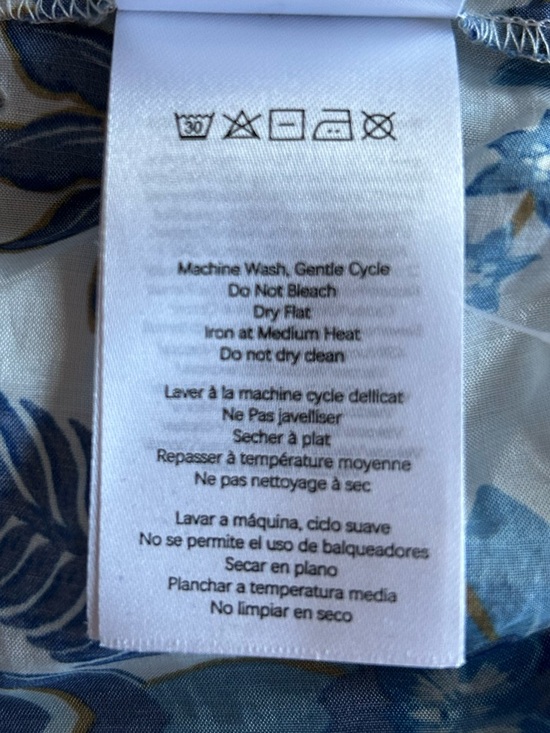 30
Machine Wash, Gentle Cycle
Do Not Bleach
Dry Flat
Iron at Medium Heat
Do not dry clean
Laver à la machine cycle dellicat
Ne Pas javelliser
Secher à plat
Repasser à température moyenne
Ne pas nettoyage à sec
Lavar a máquina, ciclo suave
No se permite el uso de balqueadores
Secar en plano
Planchar a temperatura media
No limpiar en seco